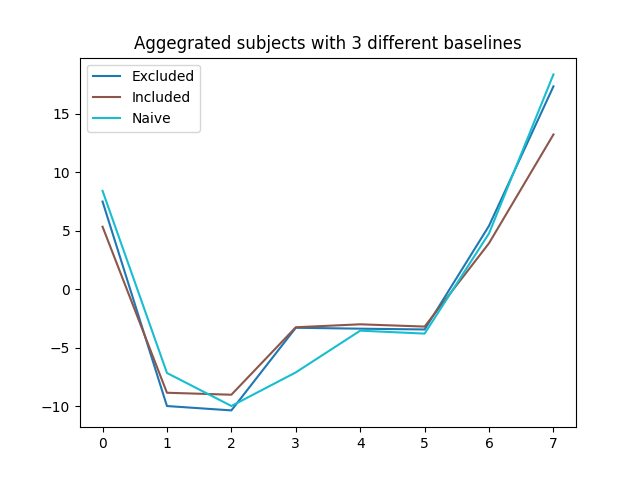 Aggegrated subjects with 3 different baselines
Excluded
Included
Naive
15
10
5
0
−5
−10
0 1 2 3 4 5 6 7